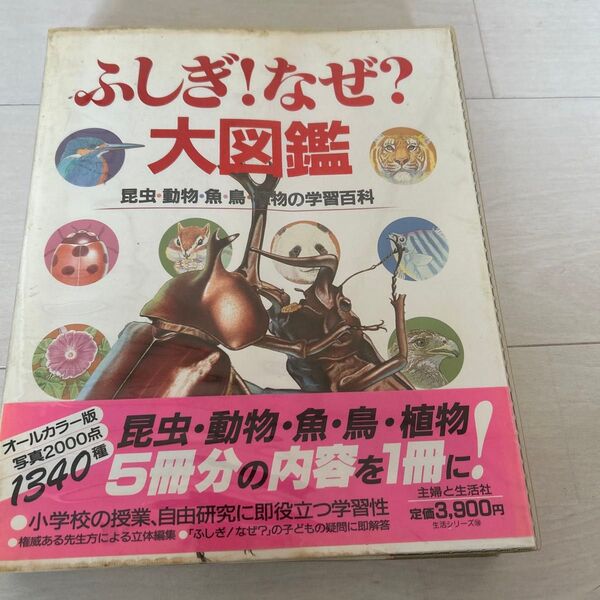 ふしぎ！なぜ？
大図鑑
昆虫・動物・魚・鳥・植物の学習百科
オールカラー版
写真2000点
1340種
昆虫・動物・魚・鳥・植物
5冊分の内容を1冊に！
●小学校の授業、自由研究に即役立つ学習性
●権威ある先生方による立体編集●「ふしぎ！なぜ？」の子どもの疑問に即解答
主婦と生活社
定価3,900円
生活シリーズ